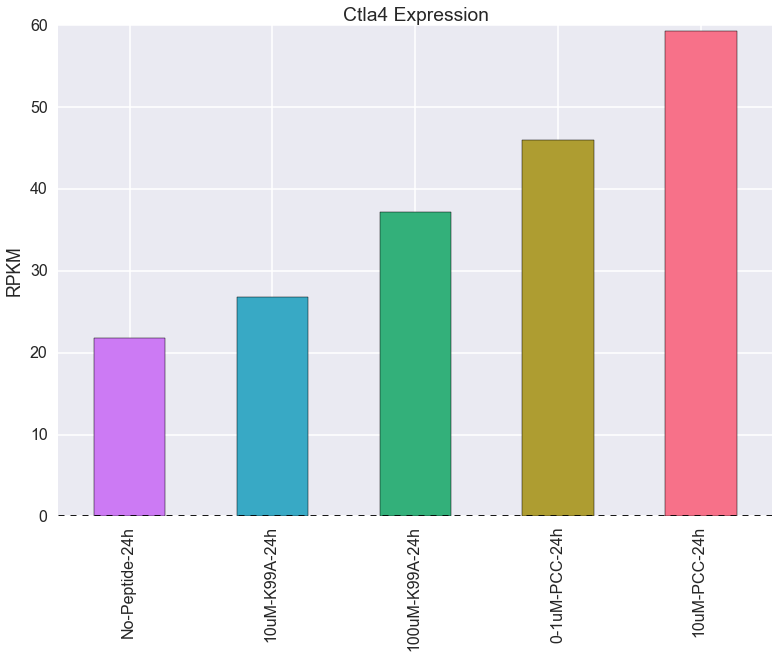 Ctla4 Expression
60
50
40
30
20
10
0
RPKM
No-Peptide-24h
10uM-K99A-24h
100uM-K99A-24h
0-1uM-PCC-24h
10uM-PCC-24h